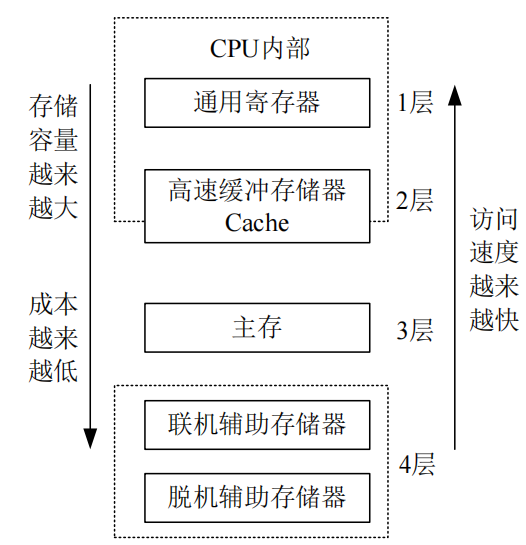 CPU内部
通用寄存器
1层
高速缓冲存储器
Cache
2层
主存
3层
联机辅助存储器
脱机辅助存储器
4层
存储
容量
越来
越大
成本
越来
越低
访问
速度
越来
越快